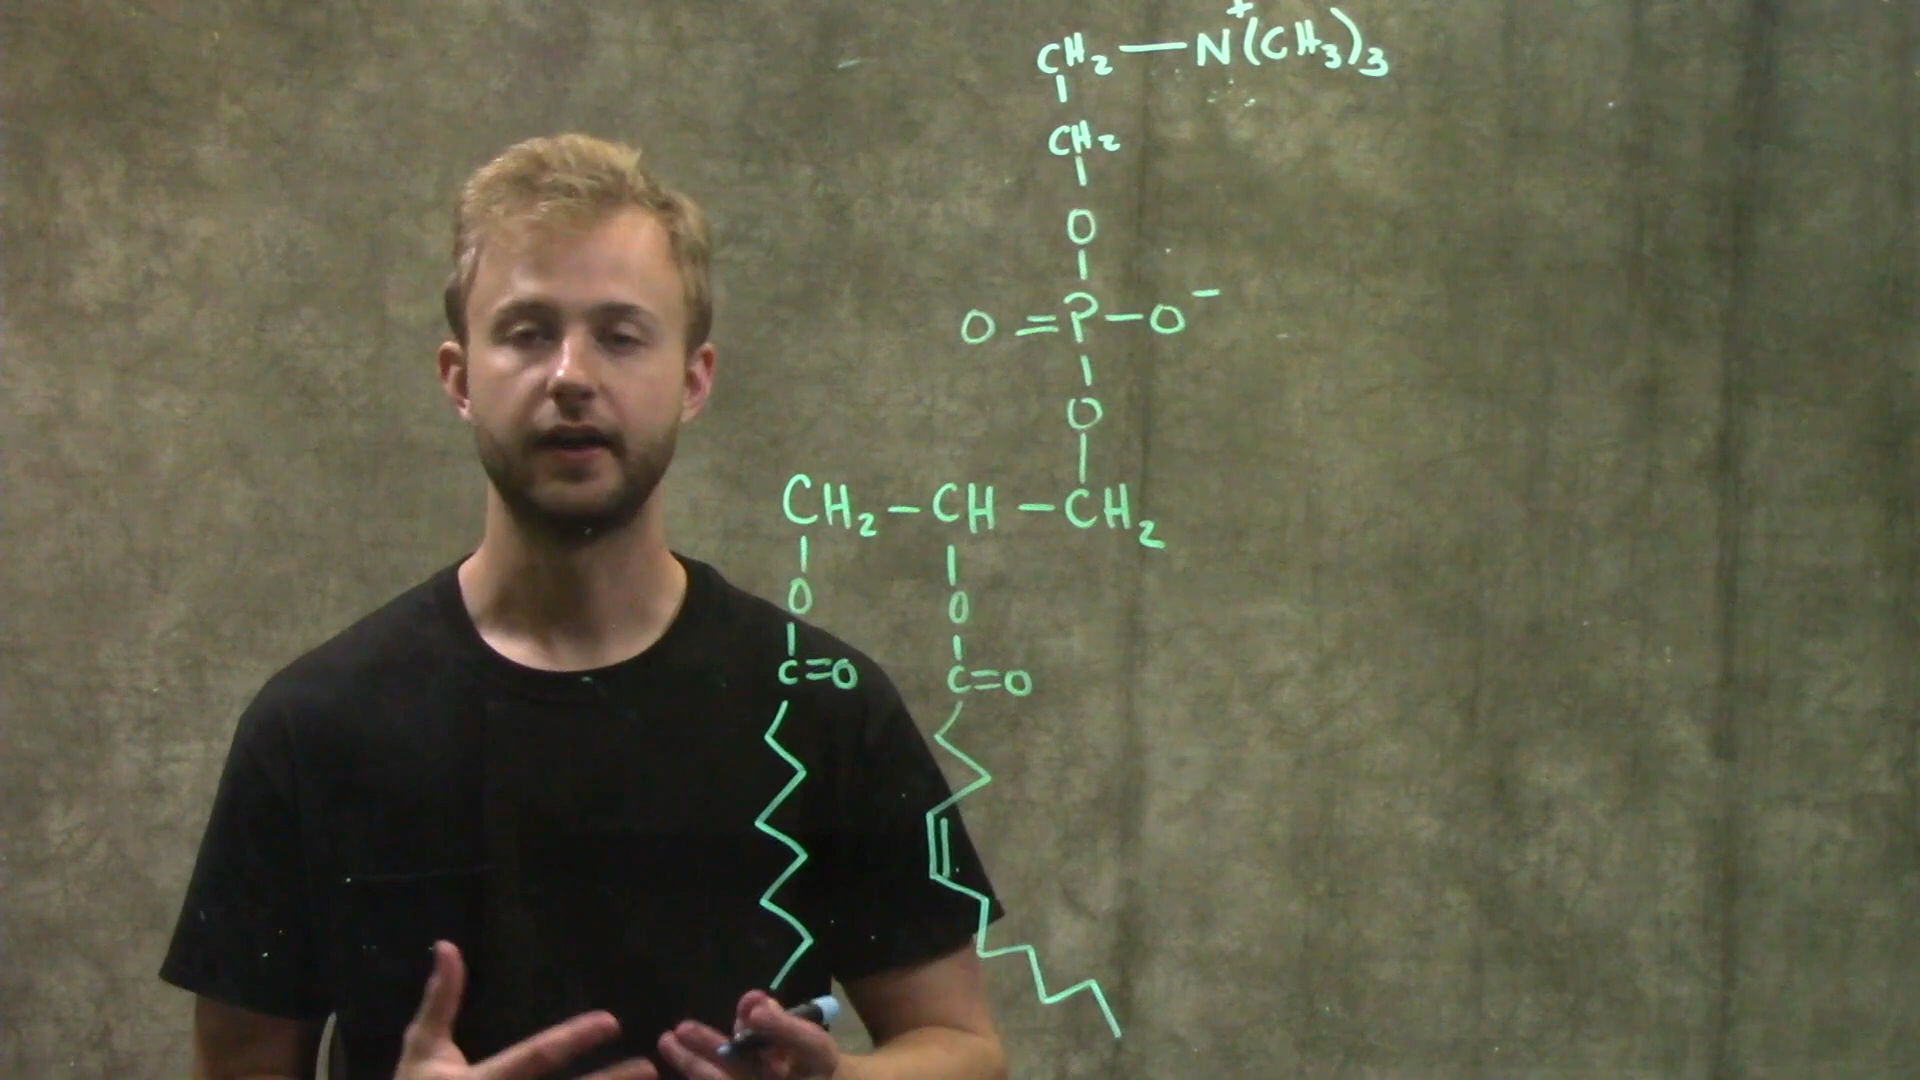 CH₂—N⁺(CH₃)₃
CH₂
O
O=P-O⁻
O
CH₂-CH-CH₂
O O
C=O C=O